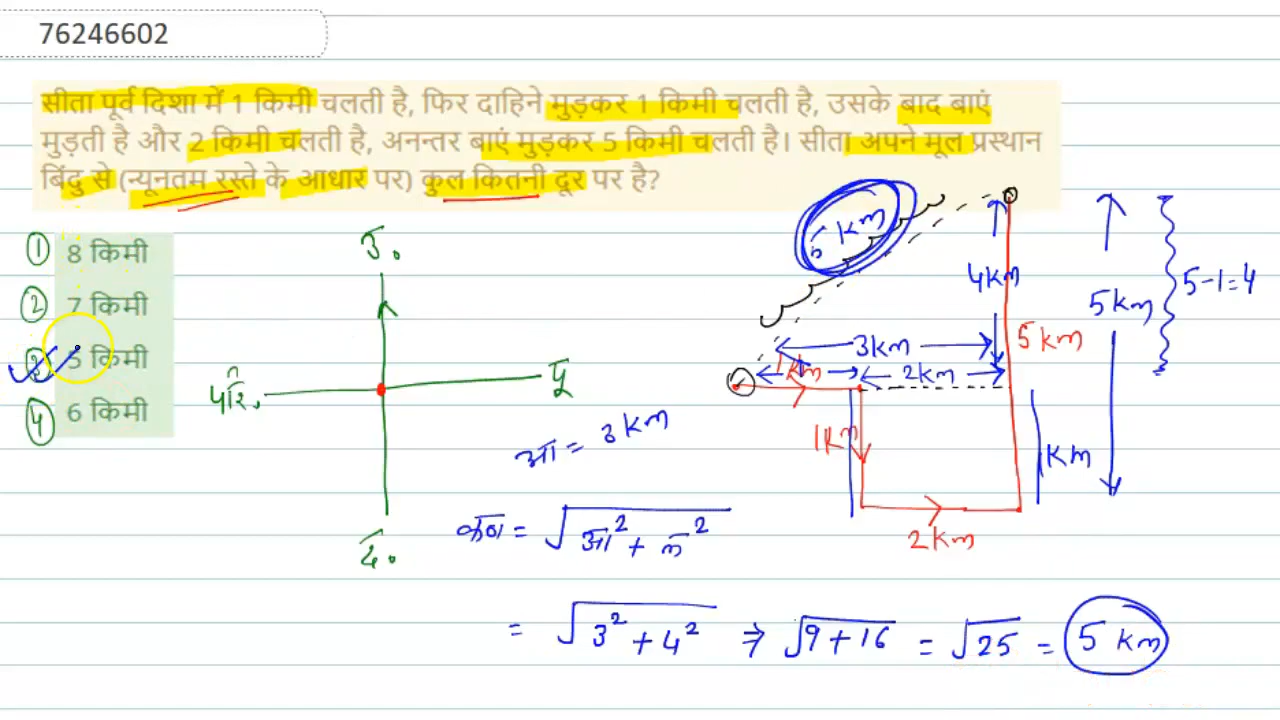 76246602
सीता पूर्व दिशा में 1 किमी चलती है, फिर दाहिने मुड़कर 1 किमी चलती है, उसके बाद बाएं
मुड़ती है और 2 किमी चलती है, अनन्तर बाएं मुड़कर 5 किमी चलती है। सीता अपने मूल प्रस्थान
बिंदु से (न्यूनतम रस्ते के आधार पर) कुल कितनी दूर पर है?
1 8 किमी
2 7 किमी
3 5 किमी
4 6 किमी
उ.
पू
द.
5 km
4km
5km
5-1=4
5km
3km
1km
2km
1km
1km
2km
आ = 3km
कर्ण = √आ² + ल²
= √3² + 4² ⇒ √9+16 = √25 = 5 km